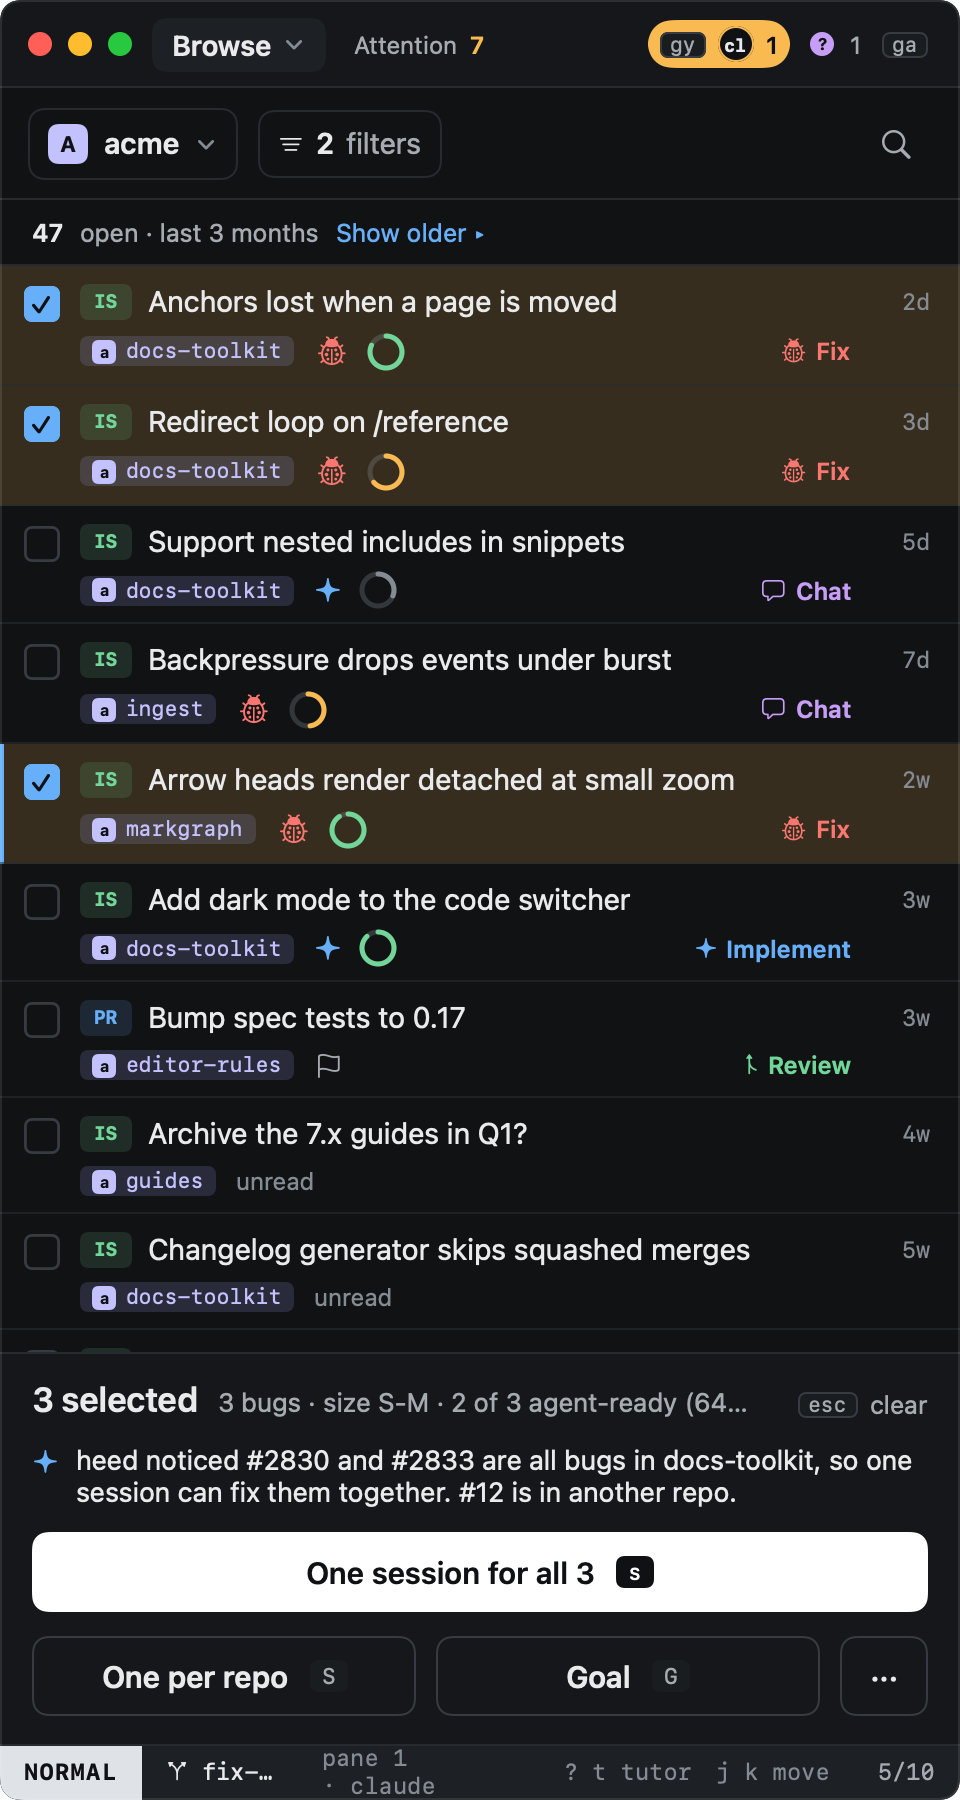 Browse Attention 7 gy cl 1 ? 1 ga
A acme 2 filters
47 open · last 3 months Show older ▸
IS Anchors lost when a page is moved 2d
a docs-toolkit Fix
IS Redirect loop on /reference 3d
a docs-toolkit Fix
IS Support nested includes in snippets 5d
a docs-toolkit Chat
IS Backpressure drops events under burst 7d
a ingest Chat
IS Arrow heads render detached at small zoom 2w
a markgraph Fix
IS Add dark mode to the code switcher 3w
a docs-toolkit Implement
PR Bump spec tests to 0.17 3w
a editor-rules Review
IS Archive the 7.x guides in Q1? 4w
a guides unread
IS Changelog generator skips squashed merges 5w
a docs-toolkit unread
3 selected 3 bugs · size S-M · 2 of 3 agent-ready (64... esc clear
heed noticed #2830 and #2833 are all bugs in docs-toolkit, so one
session can fix them together. #12 is in another repo.
One session for all 3 s
One per repo S Goal G ...
NORMAL fix-… pane 1 · claude ? t tutor j k move 5/10